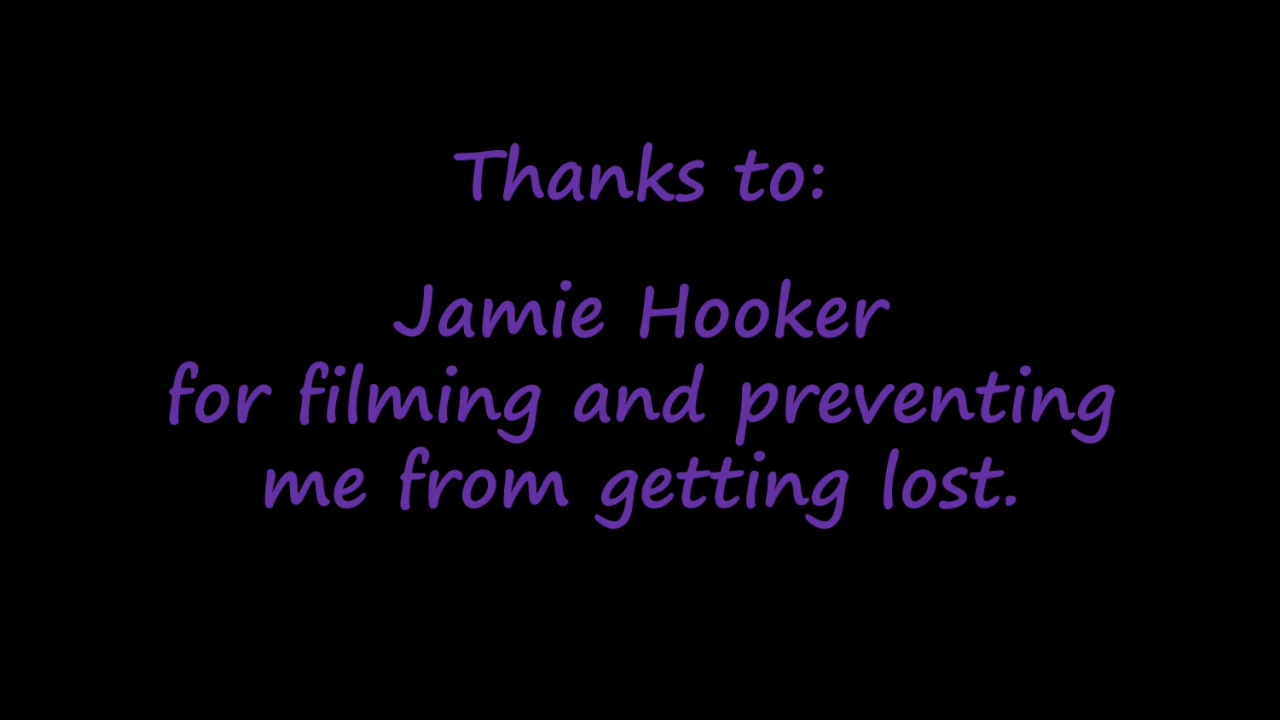 Thanks to:
Jamie Hooker
for filming and preventing
me from getting lost.